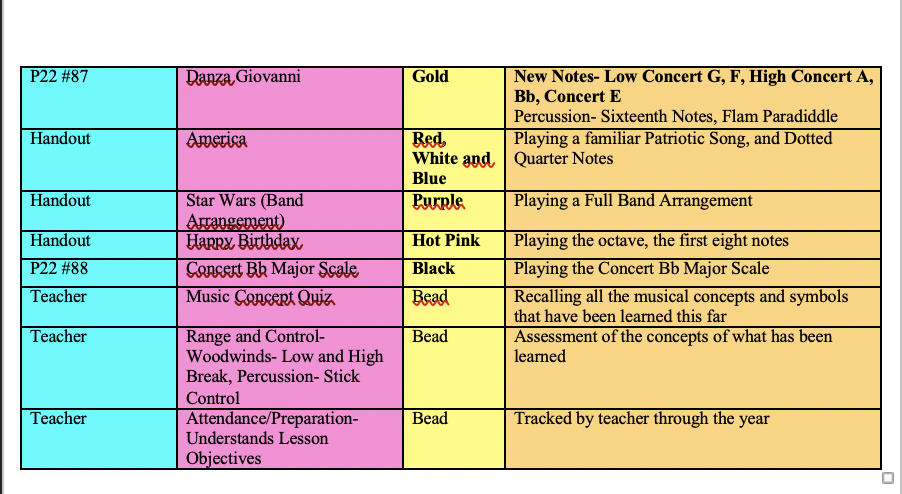 P22 #87 Danza Giovanni Gold New Notes- Low Concert G, F, High Concert A,
Bb, Concert E
Percussion- Sixteenth Notes, Flam Paradiddle
Handout America Red, Playing a familiar Patriotic Song, and Dotted
White and Quarter Notes
Blue
Handout Star Wars (Band Purple Playing a Full Band Arrangement
Arrangement)
Handout Happy Birthday Hot Pink Playing the octave, the first eight notes
P22 #88 Concert Bb Major Scale Black Playing the Concert Bb Major Scale
Teacher Music Concept Quiz Bead Recalling all the musical concepts and symbols
that have been learned this far
Teacher Range and Control- Bead Assessment of the concepts of what has been
Woodwinds- Low and High learned
Break, Percussion- Stick
Control
Teacher Attendance/Preparation- Bead Tracked by teacher through the year
Understands Lesson
Objectives